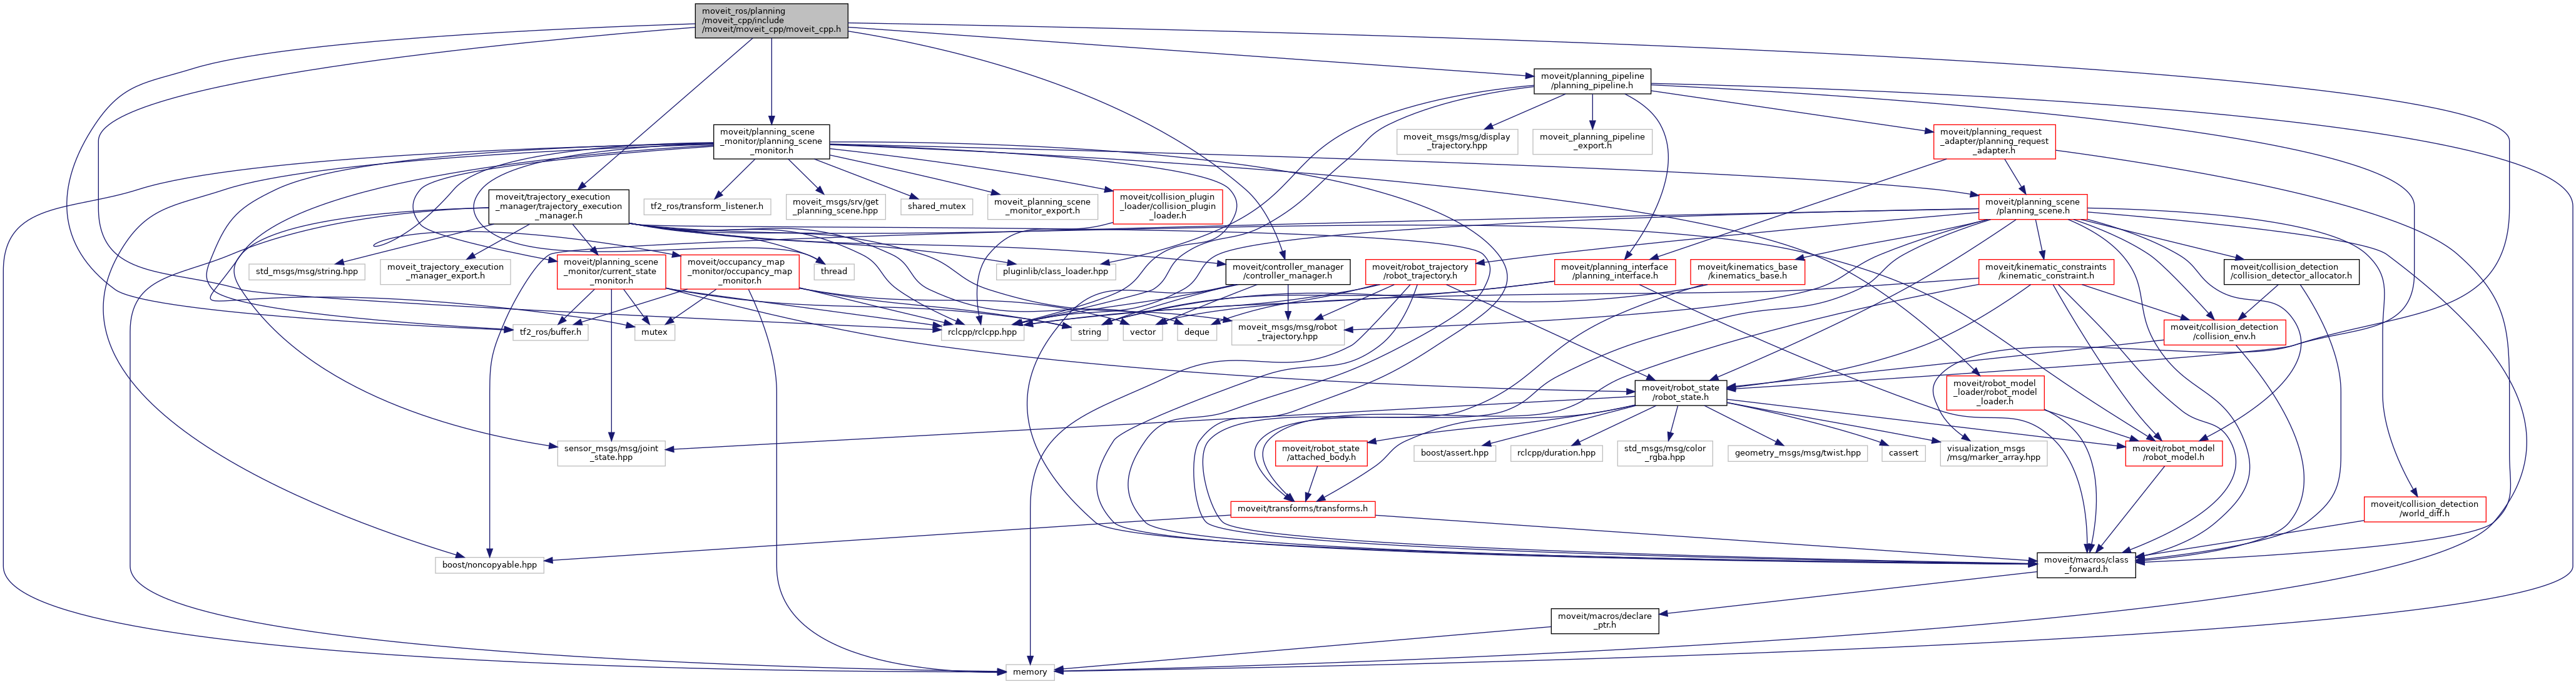 moveit_ros/planning
/moveit_cpp/include
/moveit/moveit_cpp/moveit_cpp.h
moveit/planning_pipeline
/planning_pipeline.h
moveit/planning_scene
_monitor/planning_scene
_monitor.h
moveit_msgs/msg/display
_trajectory.hpp
moveit_planning_pipeline
_export.h
moveit/planning_request
_adapter/planning_request
_adapter.h
moveit/trajectory_execution
_manager/trajectory_execution
_manager.h
tf2_ros/transform_listener.h
moveit_msgs/srv/get
_planning_scene.hpp
shared_mutex
moveit_planning_scene
_monitor_export.h
moveit/collision_plugin
_loader/collision_plugin
_loader.h
moveit/planning_scene
/planning_scene.h
std_msgs/msg/string.hpp
moveit_trajectory_execution
_manager_export.h
moveit/planning_scene
_monitor/current_state
_monitor.h
moveit/occupancy_map
_monitor/occupancy_map
_monitor.h
thread
pluginlib/class_loader.hpp
moveit/controller_manager
/controller_manager.h
moveit/robot_trajectory
/robot_trajectory.h
moveit/planning_interface
/planning_interface.h
moveit/kinematics_base
/kinematics_base.h
moveit/kinematic_constraints
/kinematic_constraint.h
moveit/collision_detection
/collision_detector_allocator.h
tf2_ros/buffer.h
mutex
rclcpp/rclcpp.hpp
string
vector
deque
moveit_msgs/msg/robot
_trajectory.hpp
moveit/collision_detection
/collision_env.h
moveit/robot_state
/robot_state.h
moveit/robot_model
_loader/robot_model
_loader.h
sensor_msgs/msg/joint
_state.hpp
moveit/robot_state
/attached_body.h
boost/assert.hpp
rclcpp/duration.hpp
std_msgs/msg/color
_rgba.hpp
geometry_msgs/msg/twist.hpp
cassert
visualization_msgs
/msg/marker_array.hpp
moveit/robot_model
/robot_model.h
moveit/transforms/transforms.h
moveit/collision_detection
/world_diff.h
boost/noncopyable.hpp
moveit/macros/class
_forward.h
moveit/macros/declare
_ptr.h
memory